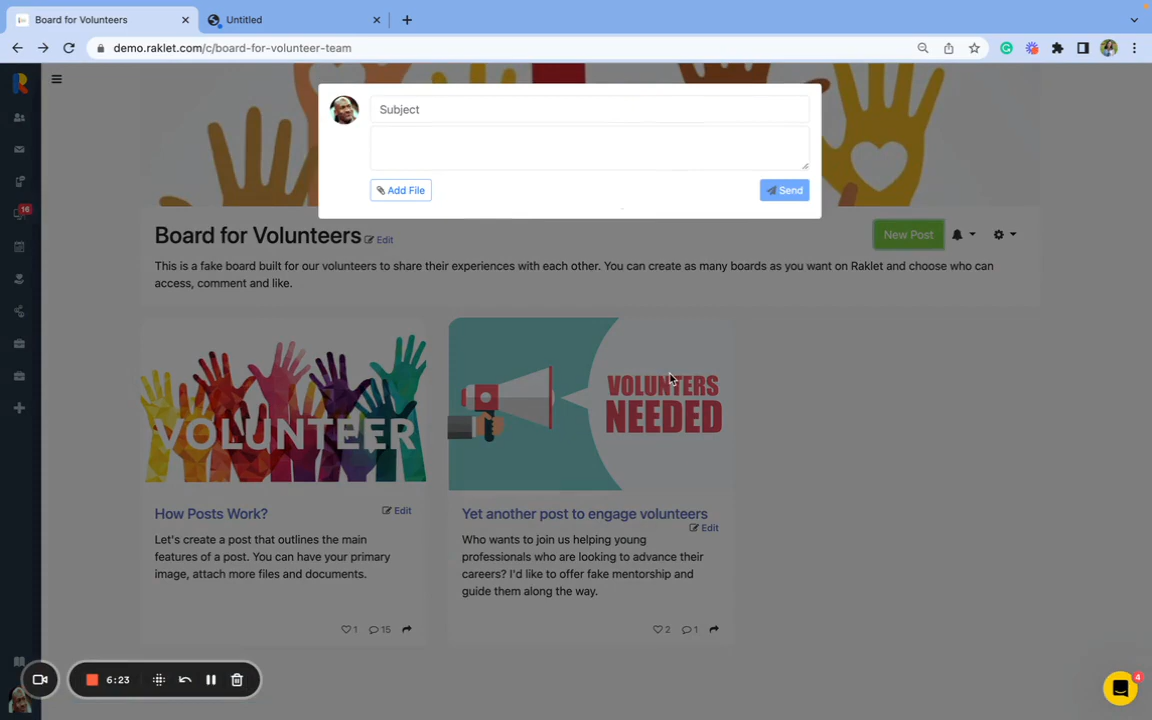 Board for Volunteers
Untitled
demo.raklet.com/c/board-for-volunteer-team
Subject
Add File
Send
16
Board for Volunteers Edit
New Post
This is a fake board built for our volunteers to share their experiences with each other. You can create as many boards as you want on Raklet and choose who can
access, comment and like.
VOLUNTEER
VOLUNTERS
NEEDED
How Posts Work?
Edit
Let's create a post that outlines the main
features of a post. You can have your primary
image, attach more files and documents.
1 15
Yet another post to engage volunteers
Edit
Who wants to join us helping young
professionals who are looking to advance their
careers? I'd like to offer fake mentorship and
guide them along the way.
2 1
6:23
4